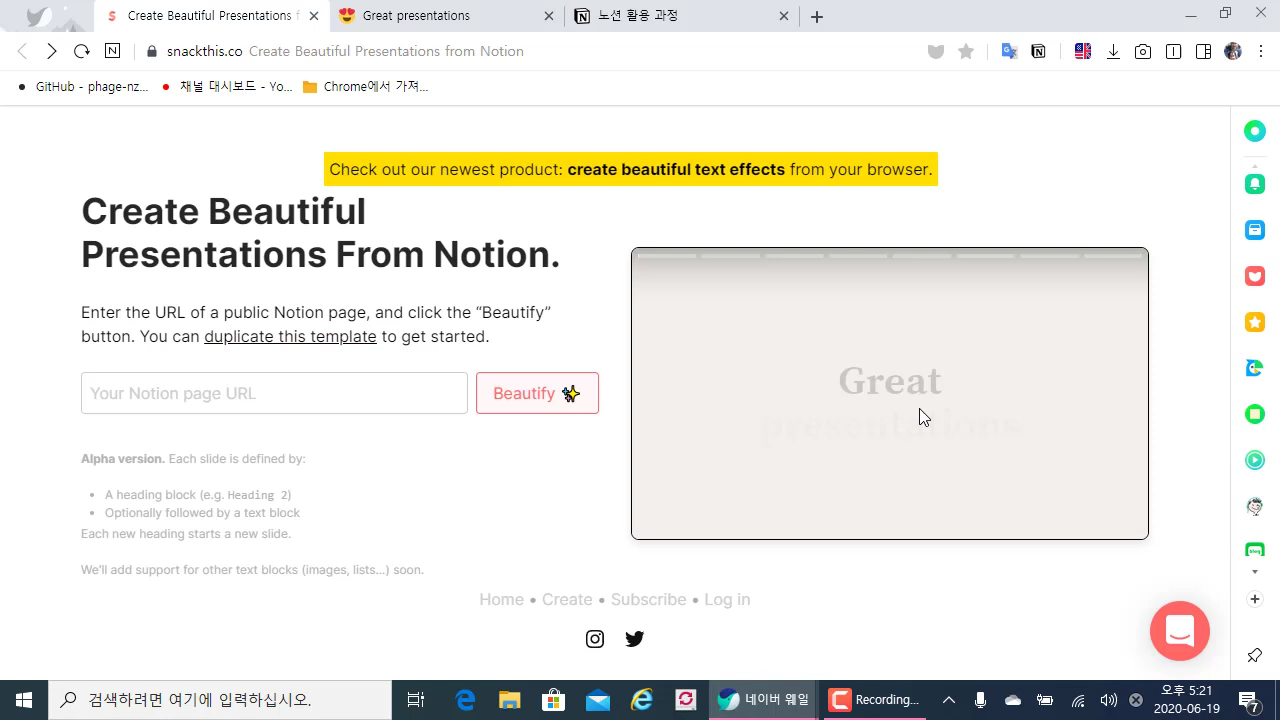 Create Beautiful Presentations f
Great presentations
노션 활용 과정
snackthis.co Create Beautiful Presentations from Notion
GitHub - phage-nz...
채널 대시보드 - Yo...
Chrome에서 가져...
Check out our newest product: create beautiful text effects from your browser.
Create Beautiful
Presentations From Notion.
Enter the URL of a public Notion page, and click the “Beautify”
button. You can duplicate this template to get started.
Your Notion page URL
Beautify
Great
presentations
Alpha version. Each slide is defined by:
• A heading block (e.g. Heading 2)
• Optionally followed by a text block
Each new heading starts a new slide.
We'll add support for other text blocks (images, lists...) soon.
Home • Create • Subscribe • Log in
blog
검색하려면 여기에 입력하십시오.
네이버 웨일
Recording...
오후 5:21
2020-06-19
7